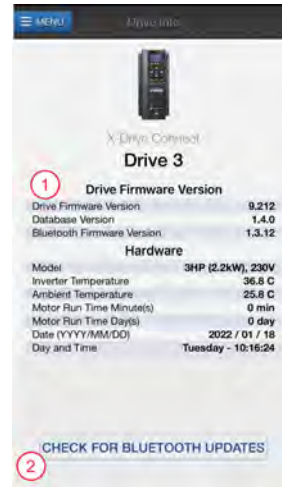 MENU
Drive Info
X-Drive Connect
Drive 3
1
Drive Firmware Version
Drive Firmware Version 9.212
Database Version 1.4.0
Bluetooth Firmware Version 1.3.12
Hardware
Model 3HP (2.2kW), 230V
Inverter Temperature 36.8 C
Ambient Temperature 25.8 C
Motor Run Time Minute(s) 0 min
Motor Run Time Day(s) 0 day
Date (YYYY/MM/DD) 2022 / 01 / 18
Day and Time Tuesday - 10:16:24
CHECK FOR BLUETOOTH UPDATES
2